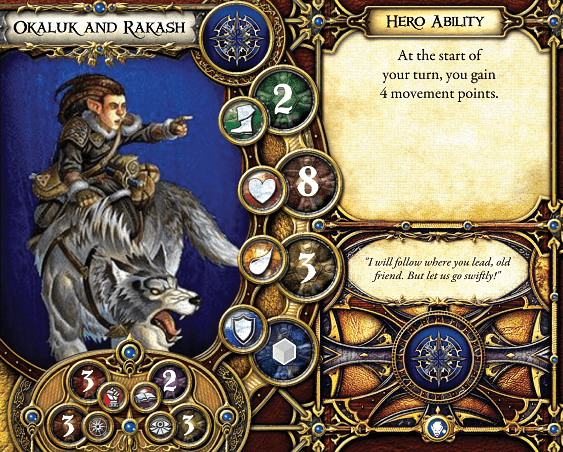 Okaluk and Rakash
Hero Ability
At the start of
your turn, you gain
4 movement points.
2
8
3
"I will follow where you lead, old
friend. But let us go swiftly!"
3 2
3 3